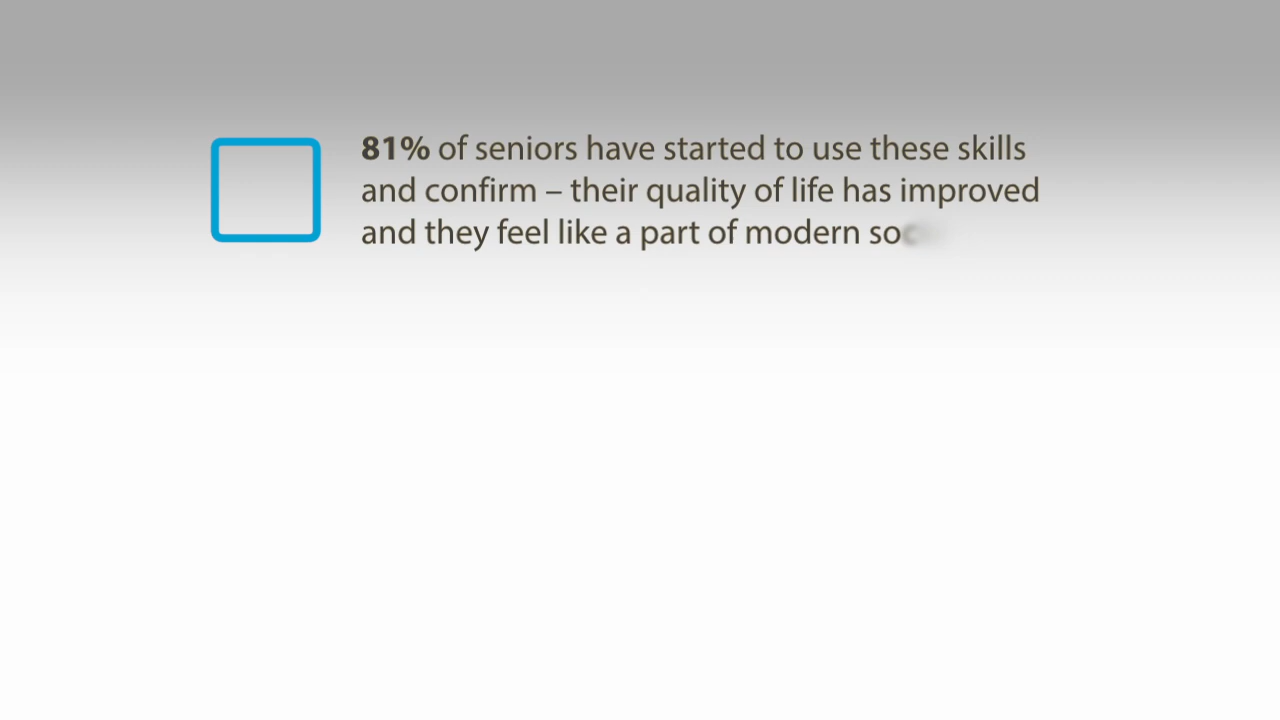 81% of seniors have started to use these skills
and confirm – their quality of life has improved
and they feel like a part of modern